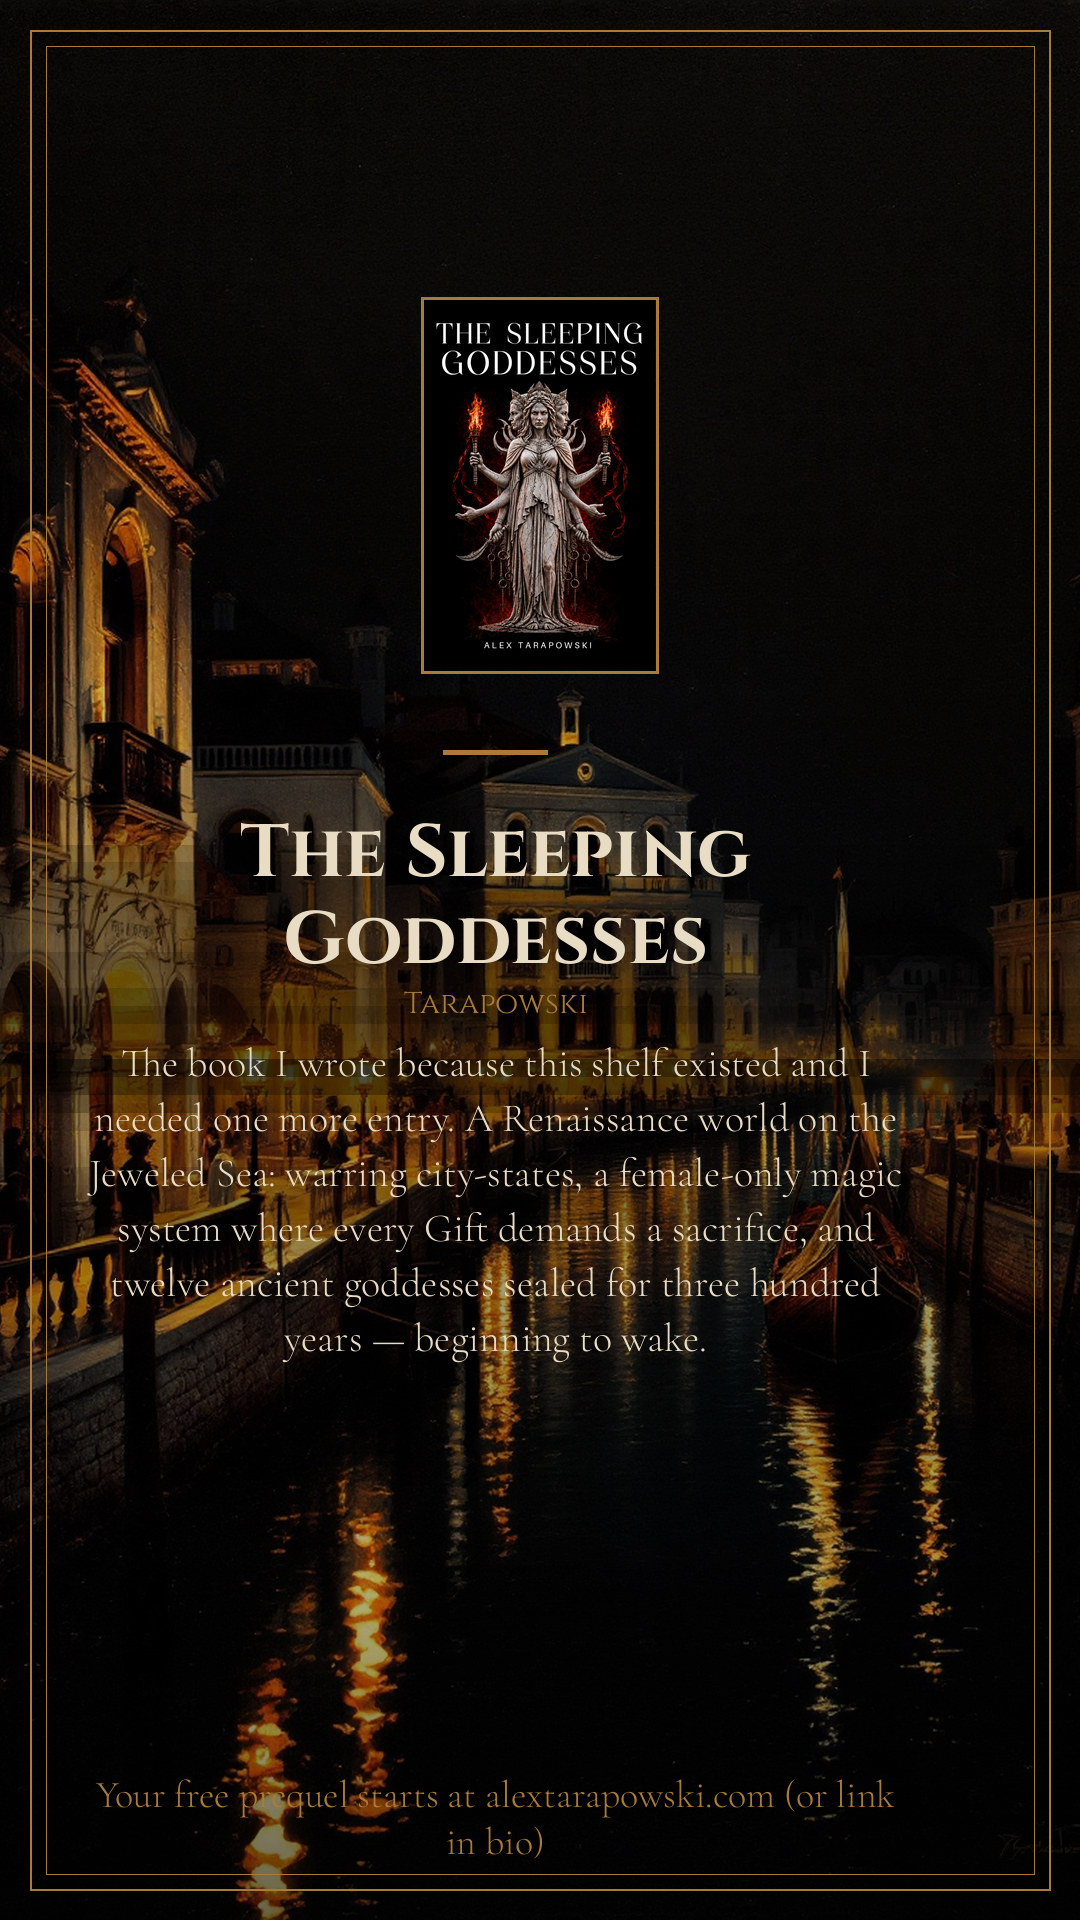 THE SLEEPING
GODDESSES
ALEX TARAPOWSKI
The Sleeping
Goddesses
Tarapowski
The book I wrote because this shelf existed and I
needed one more entry. A Renaissance world on the
Jeweled Sea: warring city-states, a female-only magic
system where every Gift demands a sacrifice, and
twelve ancient goddesses sealed for three hundred
years — beginning to wake.
Your free prequel starts at alextarapowski.com (or link
in bio)